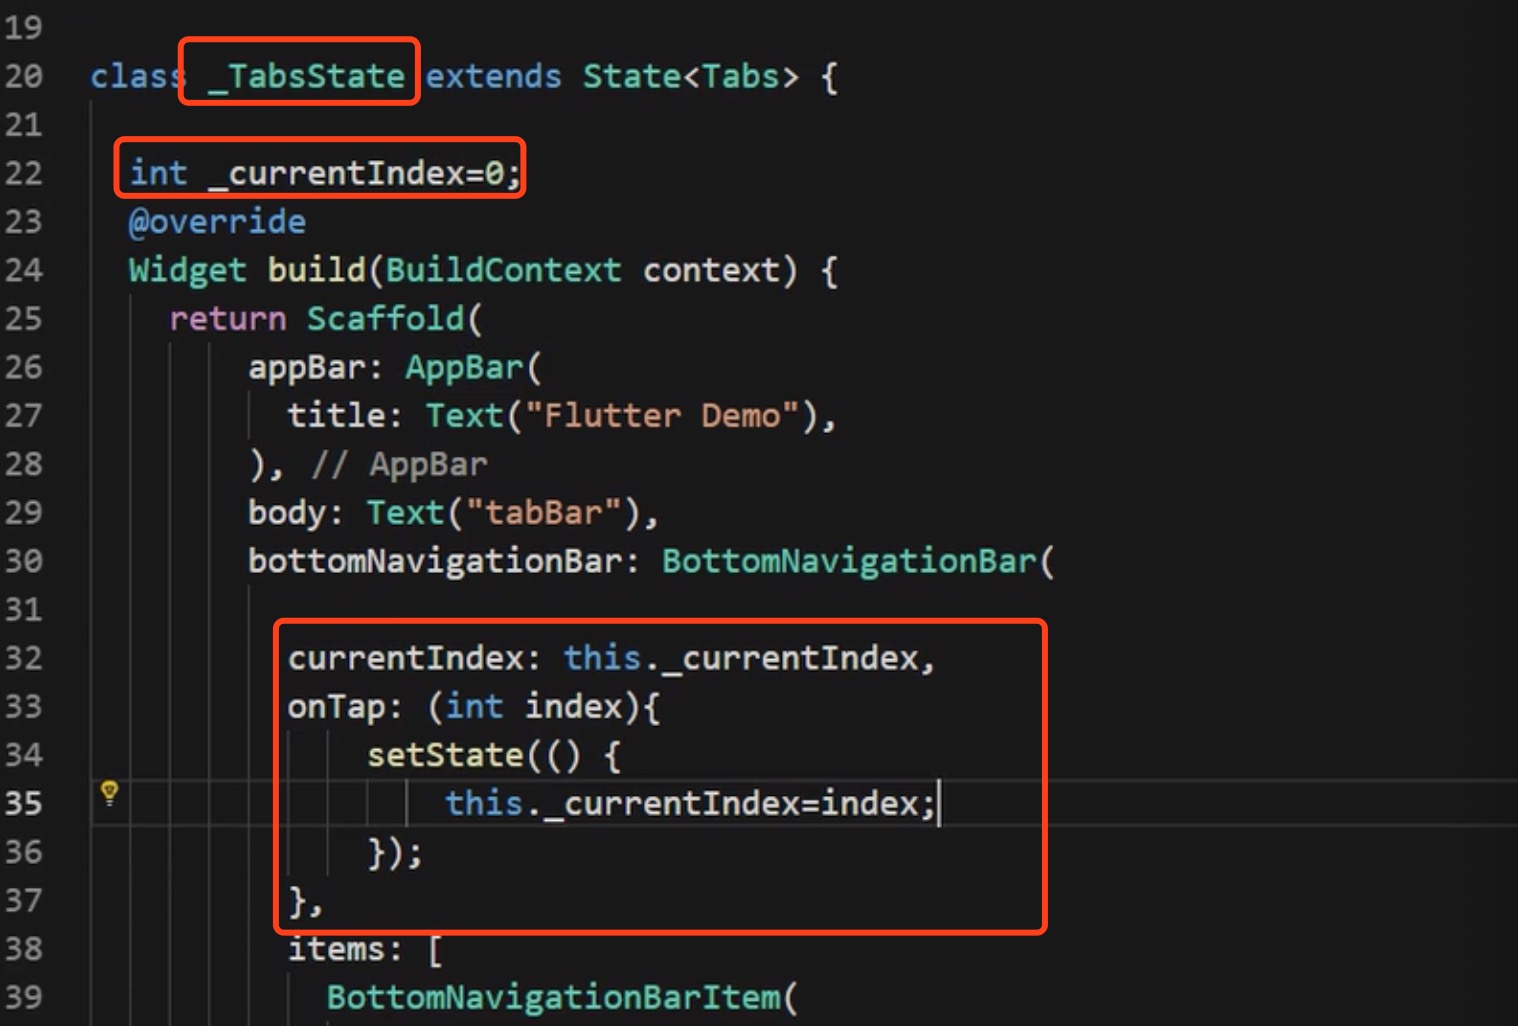 19
20 class _TabsState extends State<Tabs> {
21
22 int _currentIndex=0;
23 @override
24 Widget build(BuildContext context) {
25 return Scaffold(
26 appBar: AppBar(
27 title: Text("Flutter Demo"),
28 ), // AppBar
29 body: Text("tabBar"),
30 bottomNavigationBar: BottomNavigationBar(
31
32 currentIndex: this._currentIndex,
33 onTap: (int index){
34 setState(() {
35 this._currentIndex=index;
36 });
37 },
38 items: [
39 BottomNavigationBarItem(